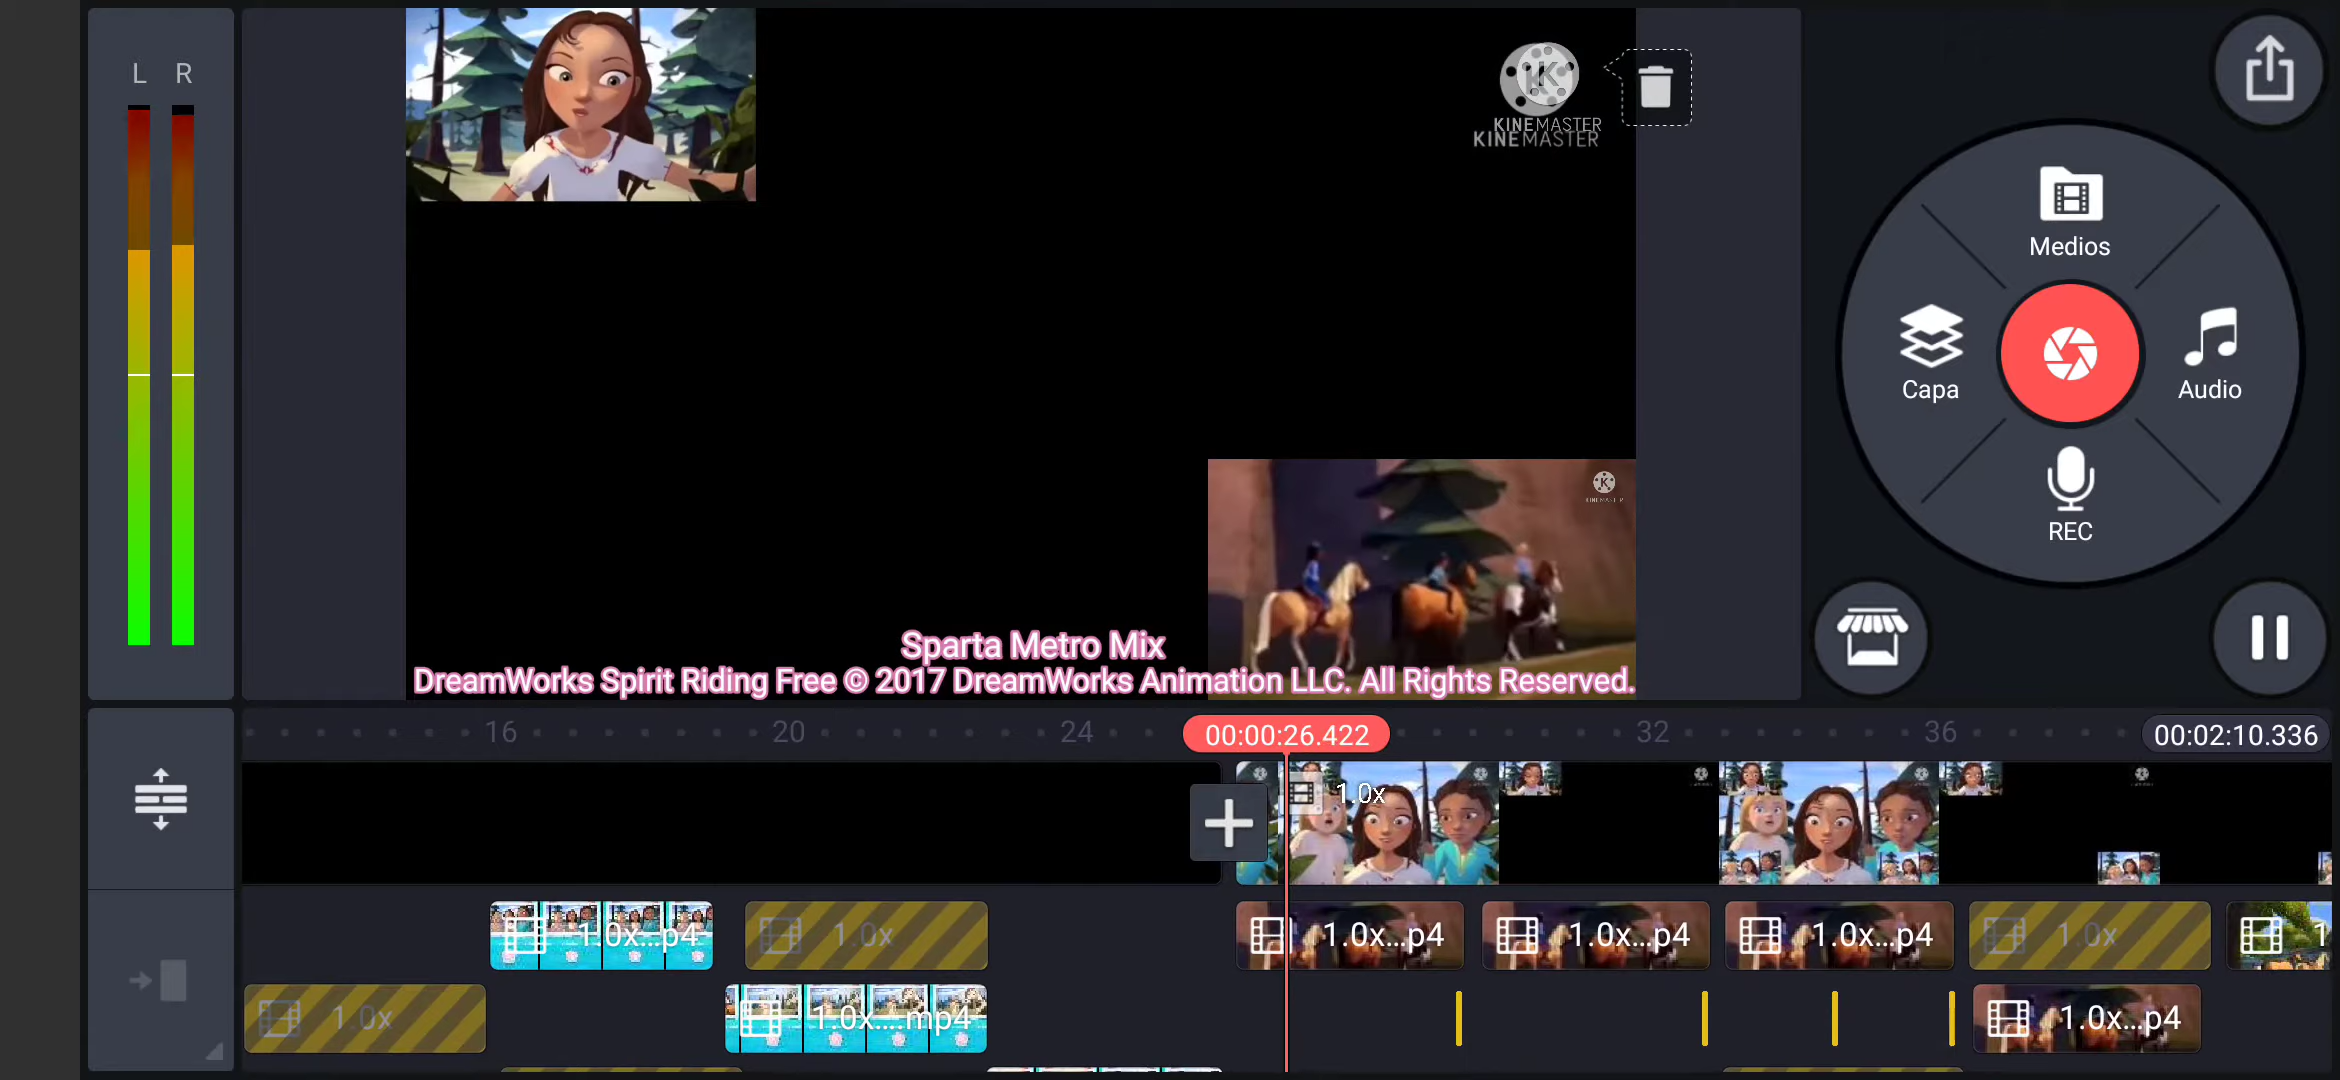 L R
KINEMASTER
KINEMASTER
Medios
Capa
Audio
REC
Sparta Metro Mix
DreamWorks Spirit Riding Free © 2017 DreamWorks Animation LLC. All Rights Reserved.
16
20
24
00:00:26.422
32
36
00:02:10.336
1.0x
1.0x...p4
1.0x
1.0x...p4
1.0x...p4
1.0x...p4
1.0x
1
1.0x
1.0x....mp4
1.0x...p4